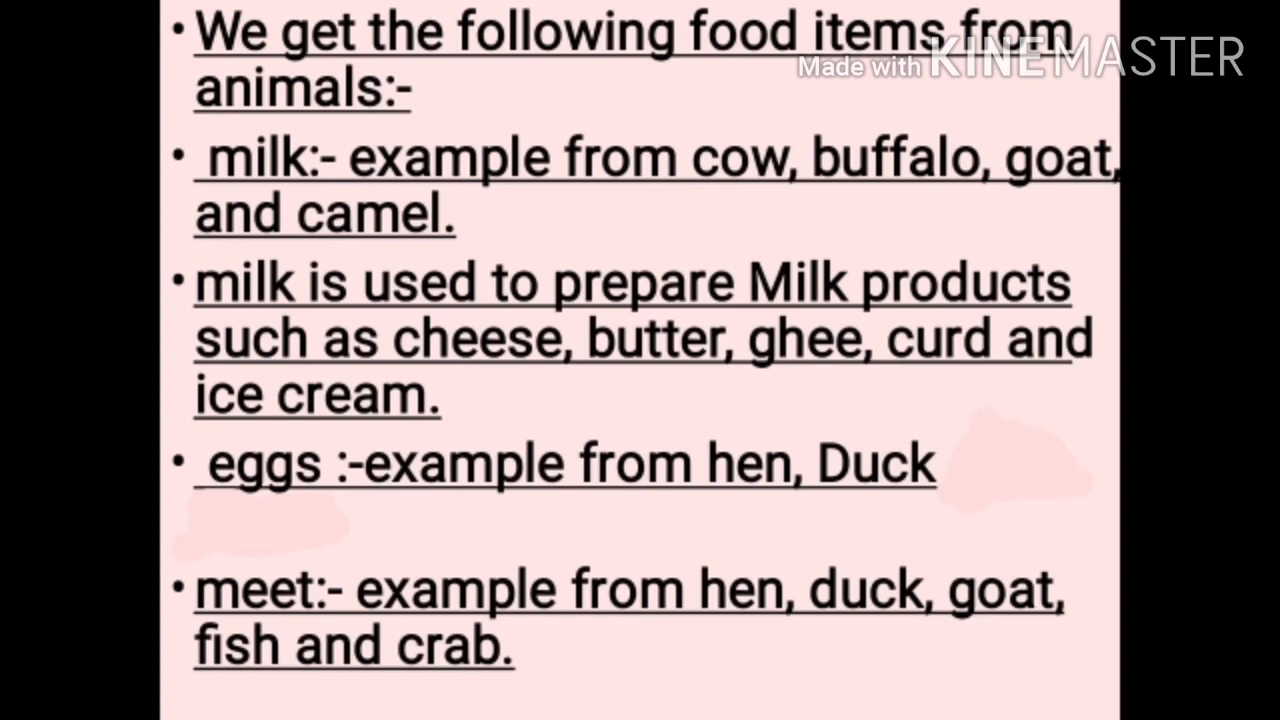 • We get the following food items from
Made with KINEMASTER
animals:-
• milk:- example from cow, buffalo, goat,
and camel.
• milk is used to prepare Milk products
such as cheese, butter, ghee, curd and
ice cream.
• eggs :-example from hen, Duck
• meet:- example from hen, duck, goat,
fish and crab.